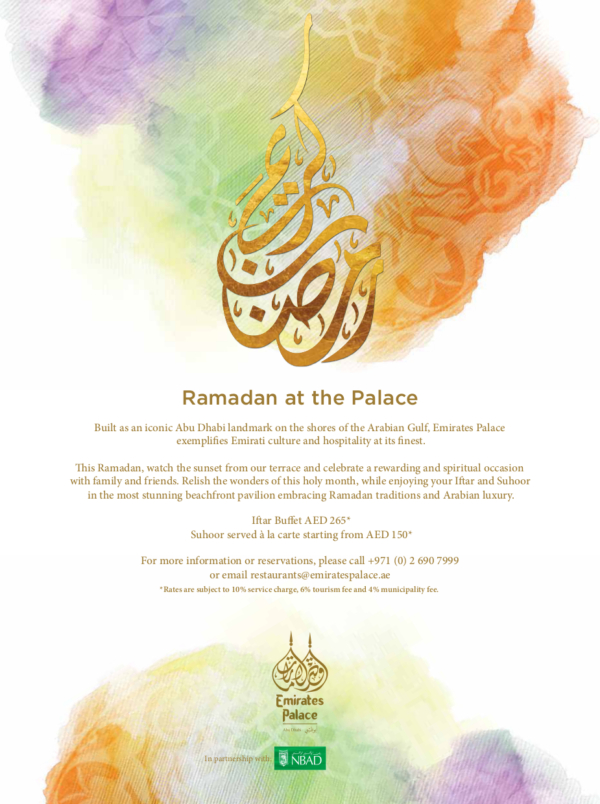 رمضان كريم
Ramadan at the Palace
Built as an iconic Abu Dhabi landmark on the shores of the Arabian Gulf, Emirates Palace
exemplifies Emirati culture and hospitality at its finest.
This Ramadan, watch the sunset from our terrace and celebrate a rewarding and spiritual occasion
with family and friends. Relish the wonders of this holy month, while enjoying your Iftar and Suhoor
in the most stunning beachfront pavilion embracing Ramadan traditions and Arabian luxury.
Iftar Buffet AED 265*
Suhoor served à la carte starting from AED 150*
For more information or reservations, please call +971 (0) 2 690 7999
or email restaurants@emiratespalace.ae
*Rates are subject to 10% service charge, 6% tourism fee and 4% municipality fee.
Emirates
Palace
In partnership with:
NBAD